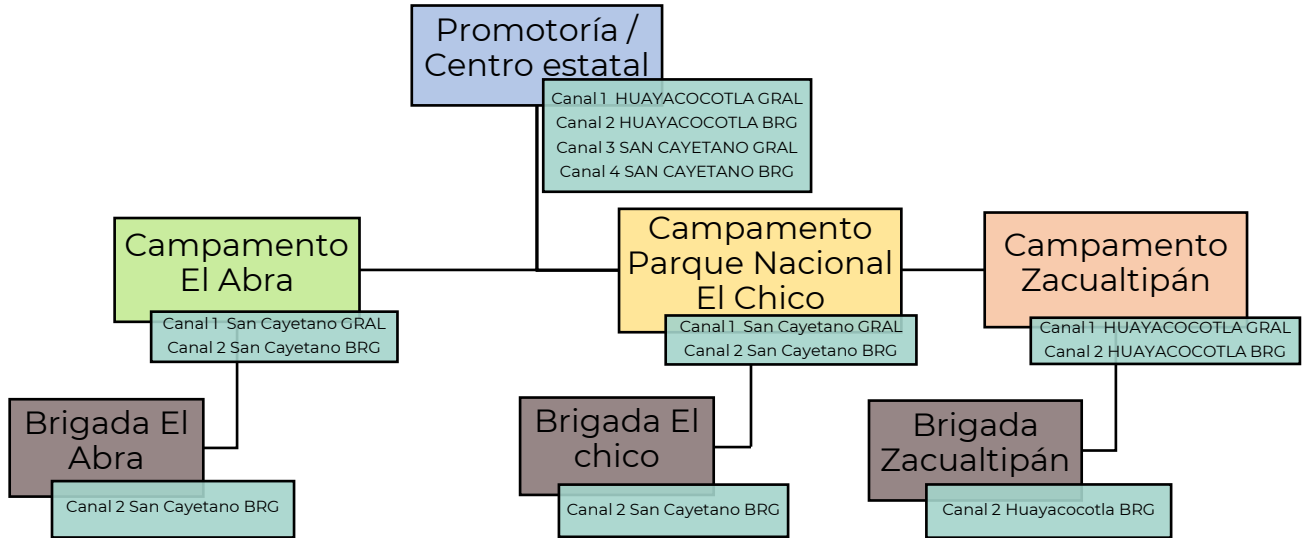 Promotoría /
Centro estatal
Canal 1  HUAYACOCOTLA GRAL
Canal 2 HUAYACOCOTLA BRG
Canal 3 SAN CAYETANO GRAL
Canal 4 SAN CAYETANO BRG
Campamento
El Abra
Canal 1  San Cayetano GRAL
Canal 2 San Cayetano BRG
Campamento
Parque Nacional
El Chico
Canal 1  San Cayetano GRAL
Canal 2 San Cayetano BRG
Campamento
Zacualtipán
Canal 1 HUAYACOCOTLA GRAL
Canal 2 HUAYACOCOTLA BRG
Brigada El
Abra
Canal 2 San Cayetano BRG
Brigada El
chico
Canal 2 San Cayetano BRG
Brigada
Zacualtipán
Canal 2 Huayacocotla BRG